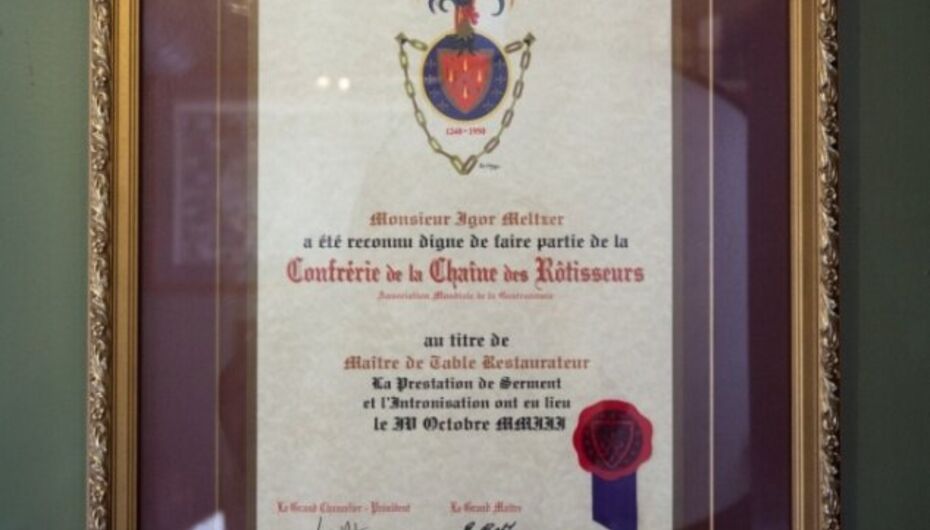 1248-1950
Monsieur Igor Meltzer
a été reconnu digne de faire partie de la
Confrérie de la Chaîne des Rôtisseurs
Association Mondiale de la Gastronomie
au titre de
Maître de Table Restaurateur
La Prestation de Serment
et l'Intronisation ont eu lieu
le IV Octobre MMIII
Le Grand Chancelier - Président
Le Grand Maître